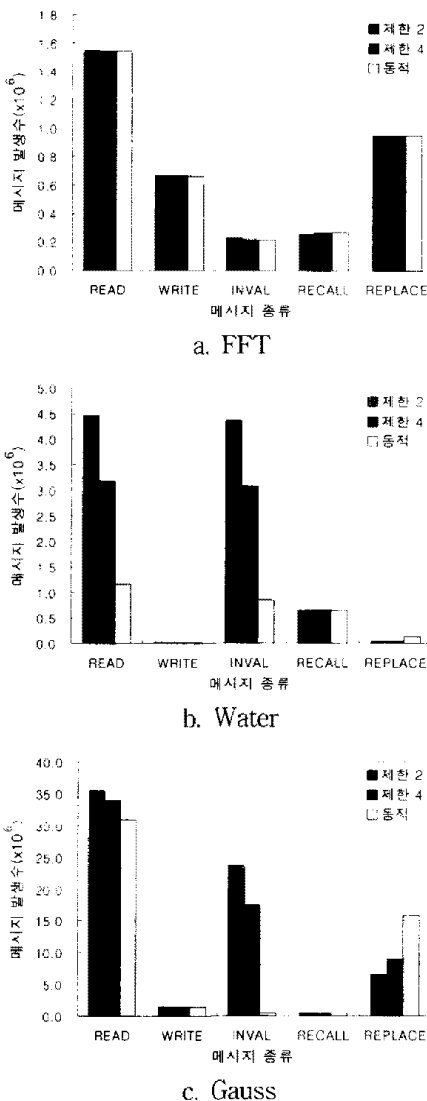 메시지 발생수(x10⁶)
1.8
1.6
1.4
1.2
1.0
0.8
0.6
0.4
0.2
0.0
제한 2
제한 4
동적
READ WRITE INVAL RECALL REPLACE
메시지 종류
a. FFT
메시지 발생수(x10⁶)
5.0
4.5
4.0
3.5
3.0
2.5
2.0
1.5
1.0
0.5
0.0
제한 2
제한 4
동적
READ WRITE INVAL RECALL REPLACE
메시지 종류
b. Water
메시지 발생수(x10⁶)
40.0
35.0
30.0
25.0
20.0
15.0
10.0
5.0
0.0
제한 2
제한 4
동적
READ WRITE INVAL RECALL REPLACE
메시지 종류
c. Gauss